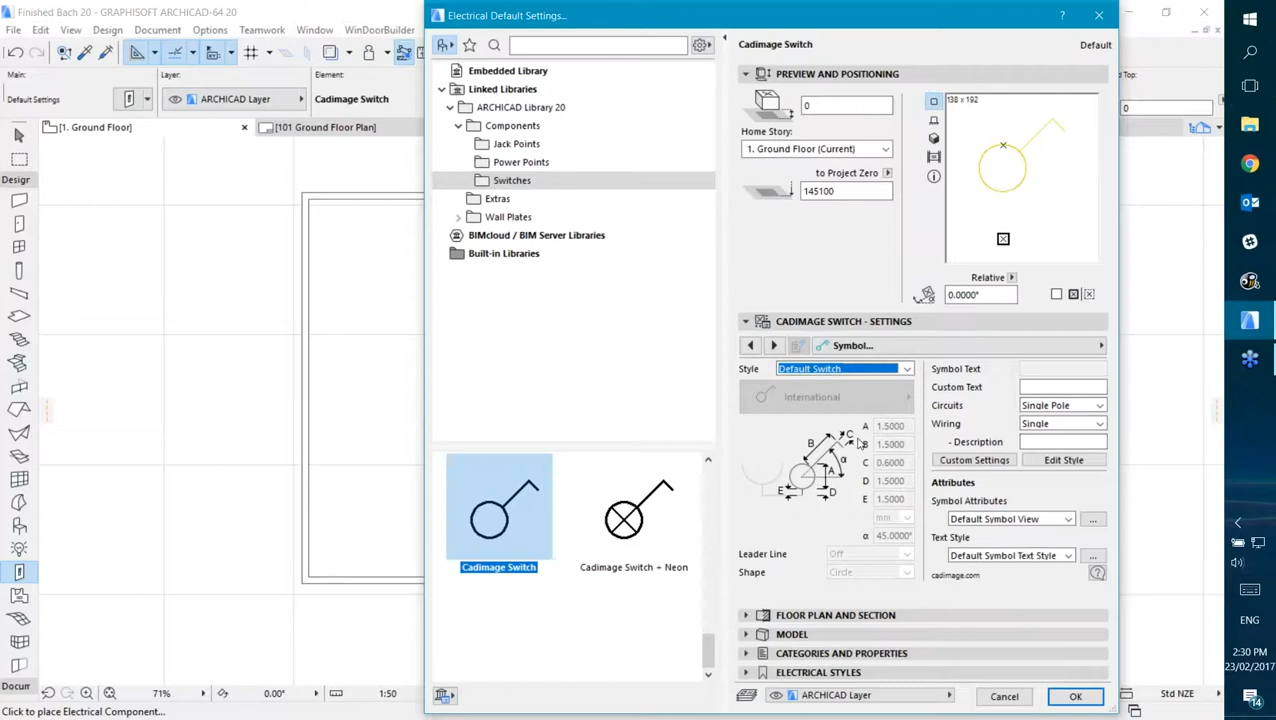 Finished Bach 20 - GRAPHISOFT ARCHICAD-64 20
File Edit View Design Document Options Teamwork Window WinDoorBuilder
Main:
Layer:
Element:
Default Settings
ARCHICAD Layer
Cadimage Switch
[1. Ground Floor]
[101 Ground Floor Plan]
Design
Electrical Default Settings...
Embedded Library
Linked Libraries
ARCHICAD Library 20
Components
Jack Points
Power Points
Switches
Extras
Wall Plates
BIMcloud / BIM Server Libraries
Built-in Libraries
Cadimage Switch
Cadimage Switch + Neon
Cadimage Switch
Default
PREVIEW AND POSITIONING
0
Home Story:
1. Ground Floor (Current)
to Project Zero
145100
138 x 192
Relative
0.0000°
CADIMAGE SWITCH - SETTINGS
Symbol...
Style Default Switch
International
A 1.5000
B 1.5000
C 0.6000
D 1.5000
E 1.5000
mm
α 45.0000°
B C α A E D
Leader Line Off
Shape Circle
Symbol Text
Custom Text
Circuits Single Pole
Wiring Single
- Description
Custom Settings Edit Style
Attributes
Symbol Attributes
Default Symbol View ...
Text Style
Default Symbol Text Style ...
cadimage.com
FLOOR PLAN AND SECTION
MODEL
CATEGORIES AND PROPERTIES
ELECTRICAL STYLES
ARCHICAD Layer
Cancel OK
d Top:
0
Docum
71% 0.00° 1:50
Std NZE
Click to place Electrical Component...
ENG
2:30 PM
23/02/2017
14